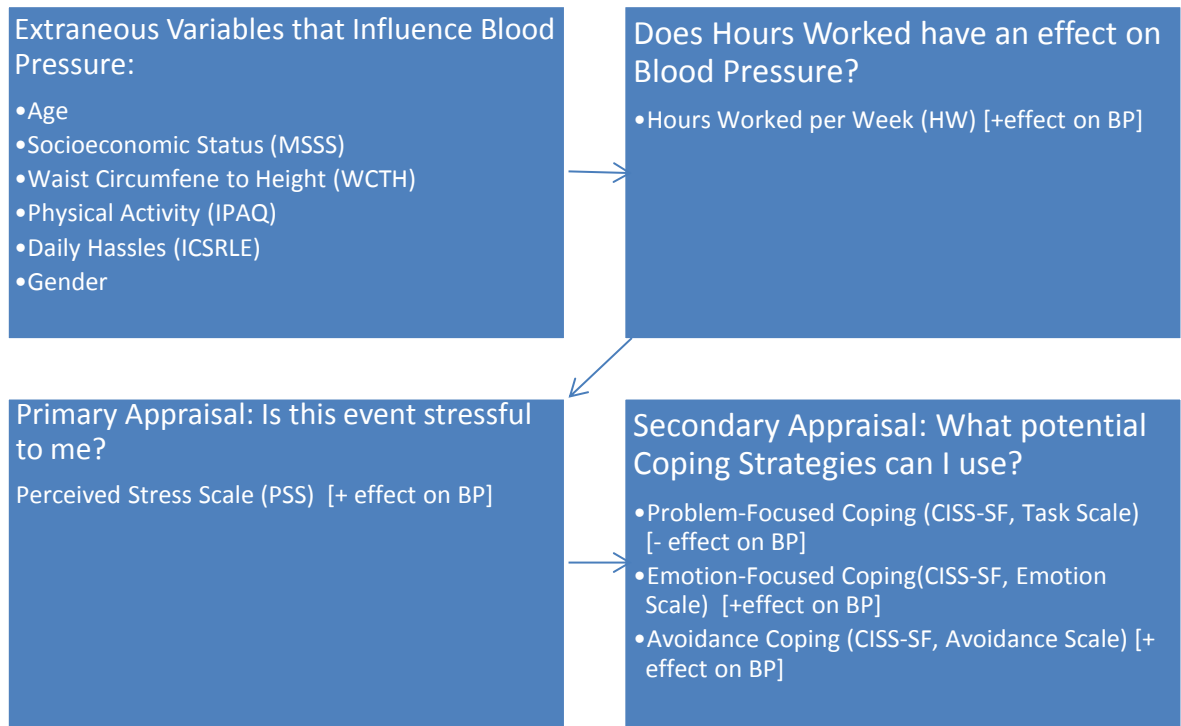 Extraneous Variables that Influence Blood
Pressure:
•Age
•Socioeconomic Status (MSSS)
•Waist Circumfene to Height (WCTH)
•Physical Activity (IPAQ)
•Daily Hassles (ICSRLE)
•Gender
Does Hours Worked have an effect on
Blood Pressure?
•Hours Worked per Week (HW) [+effect on BP]
Primary Appraisal: Is this event stressful
to me?
Perceived Stress Scale (PSS) [+ effect on BP]
Secondary Appraisal: What potential
Coping Strategies can I use?
•Problem-Focused Coping (CISS-SF, Task Scale)
[- effect on BP]
•Emotion-Focused Coping(CISS-SF, Emotion
Scale) [+effect on BP]
•Avoidance Coping (CISS-SF, Avoidance Scale) [+
effect on BP]